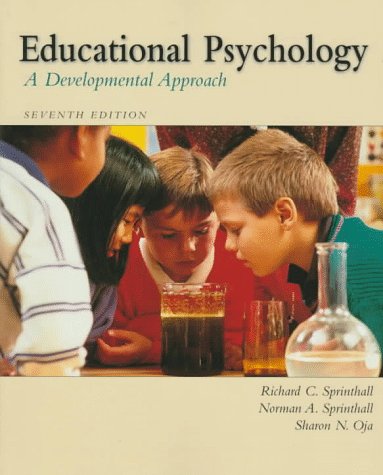 Educational Psychology
A Developmental Approach
SEVENTH EDITION
Richard C. Sprinthall
Norman A. Sprinthall
Sharon N. Oja